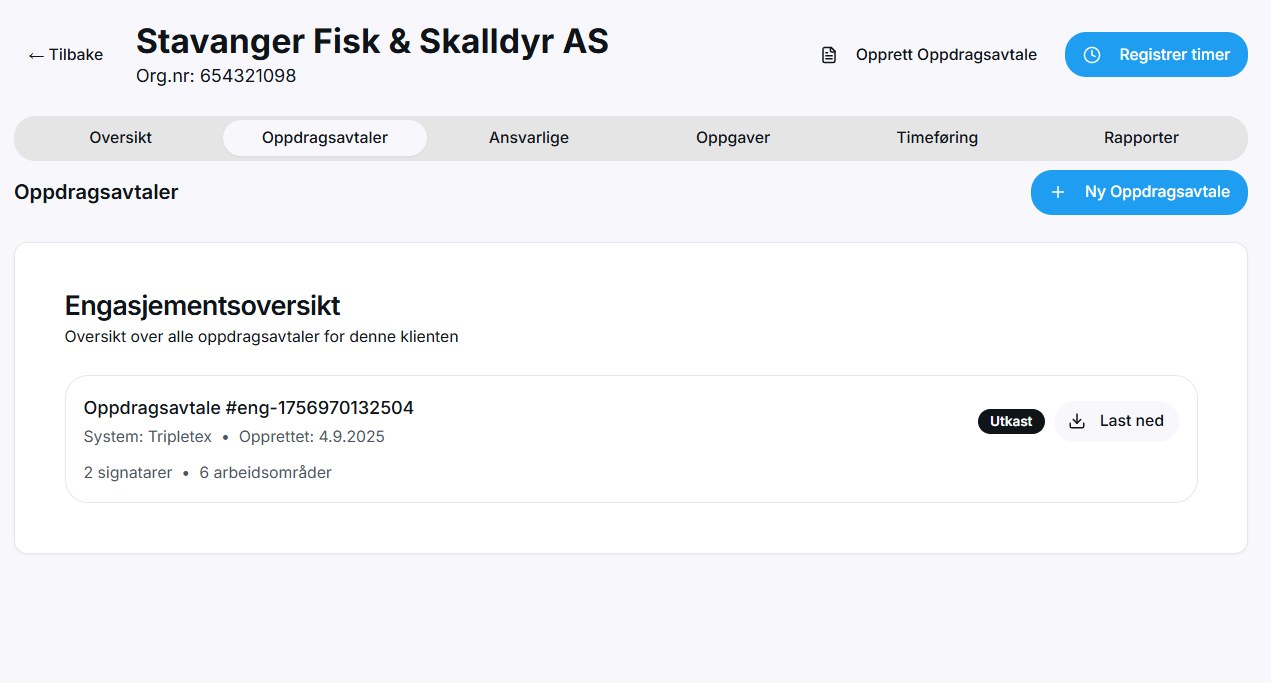 ← Tilbake
Stavanger Fisk & Skalldyr AS
Org.nr: 654321098
Opprett Oppdragsavtale
Registrer timer
Oversikt
Oppdragsavtaler
Ansvarlige
Oppgaver
Timeføring
Rapporter
Oppdragsavtaler
+ Ny Oppdragsavtale
Engasjementsoversikt
Oversikt over alle oppdragsavtaler for denne klienten
Oppdragsavtale #eng-1756970132504
System: Tripletex • Opprettet: 4.9.2025
2 signatarer • 6 arbeidsområder
Utkast
Last ned